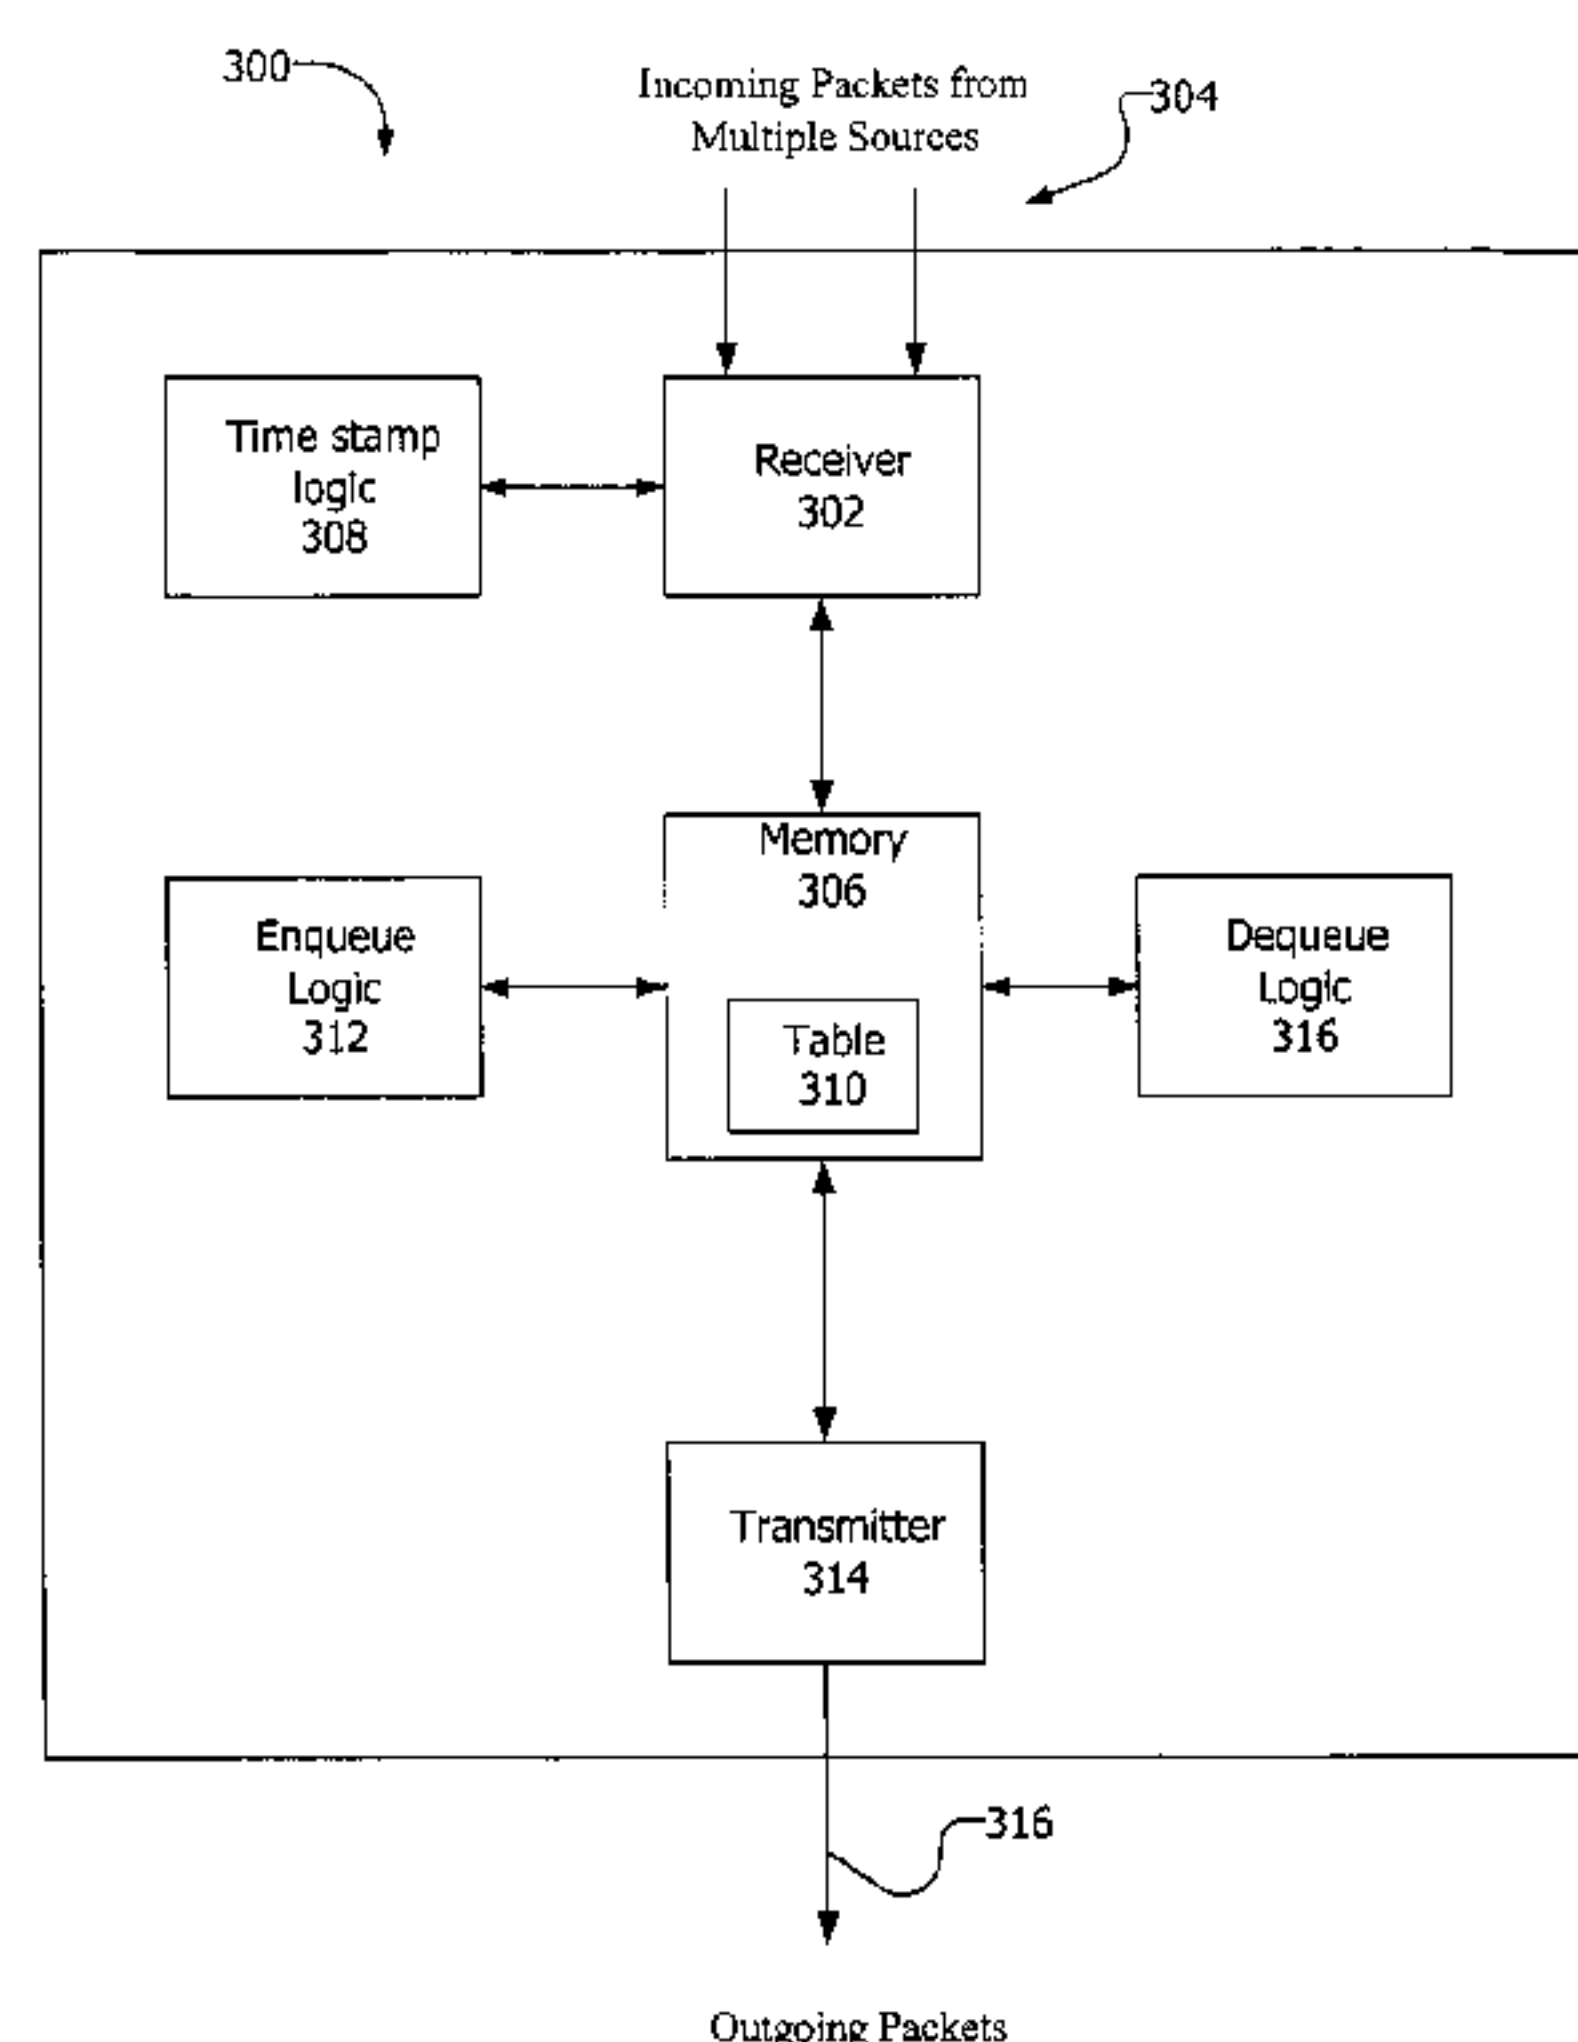 300
Incoming Packets from
Multiple Sources
304
Time stamp
logic
308
Receiver
302
Memory
306
Enqueue
Logic
312
Table
310
Dequeue
Logic
316
Transmitter
314
316
Outgoing Packets